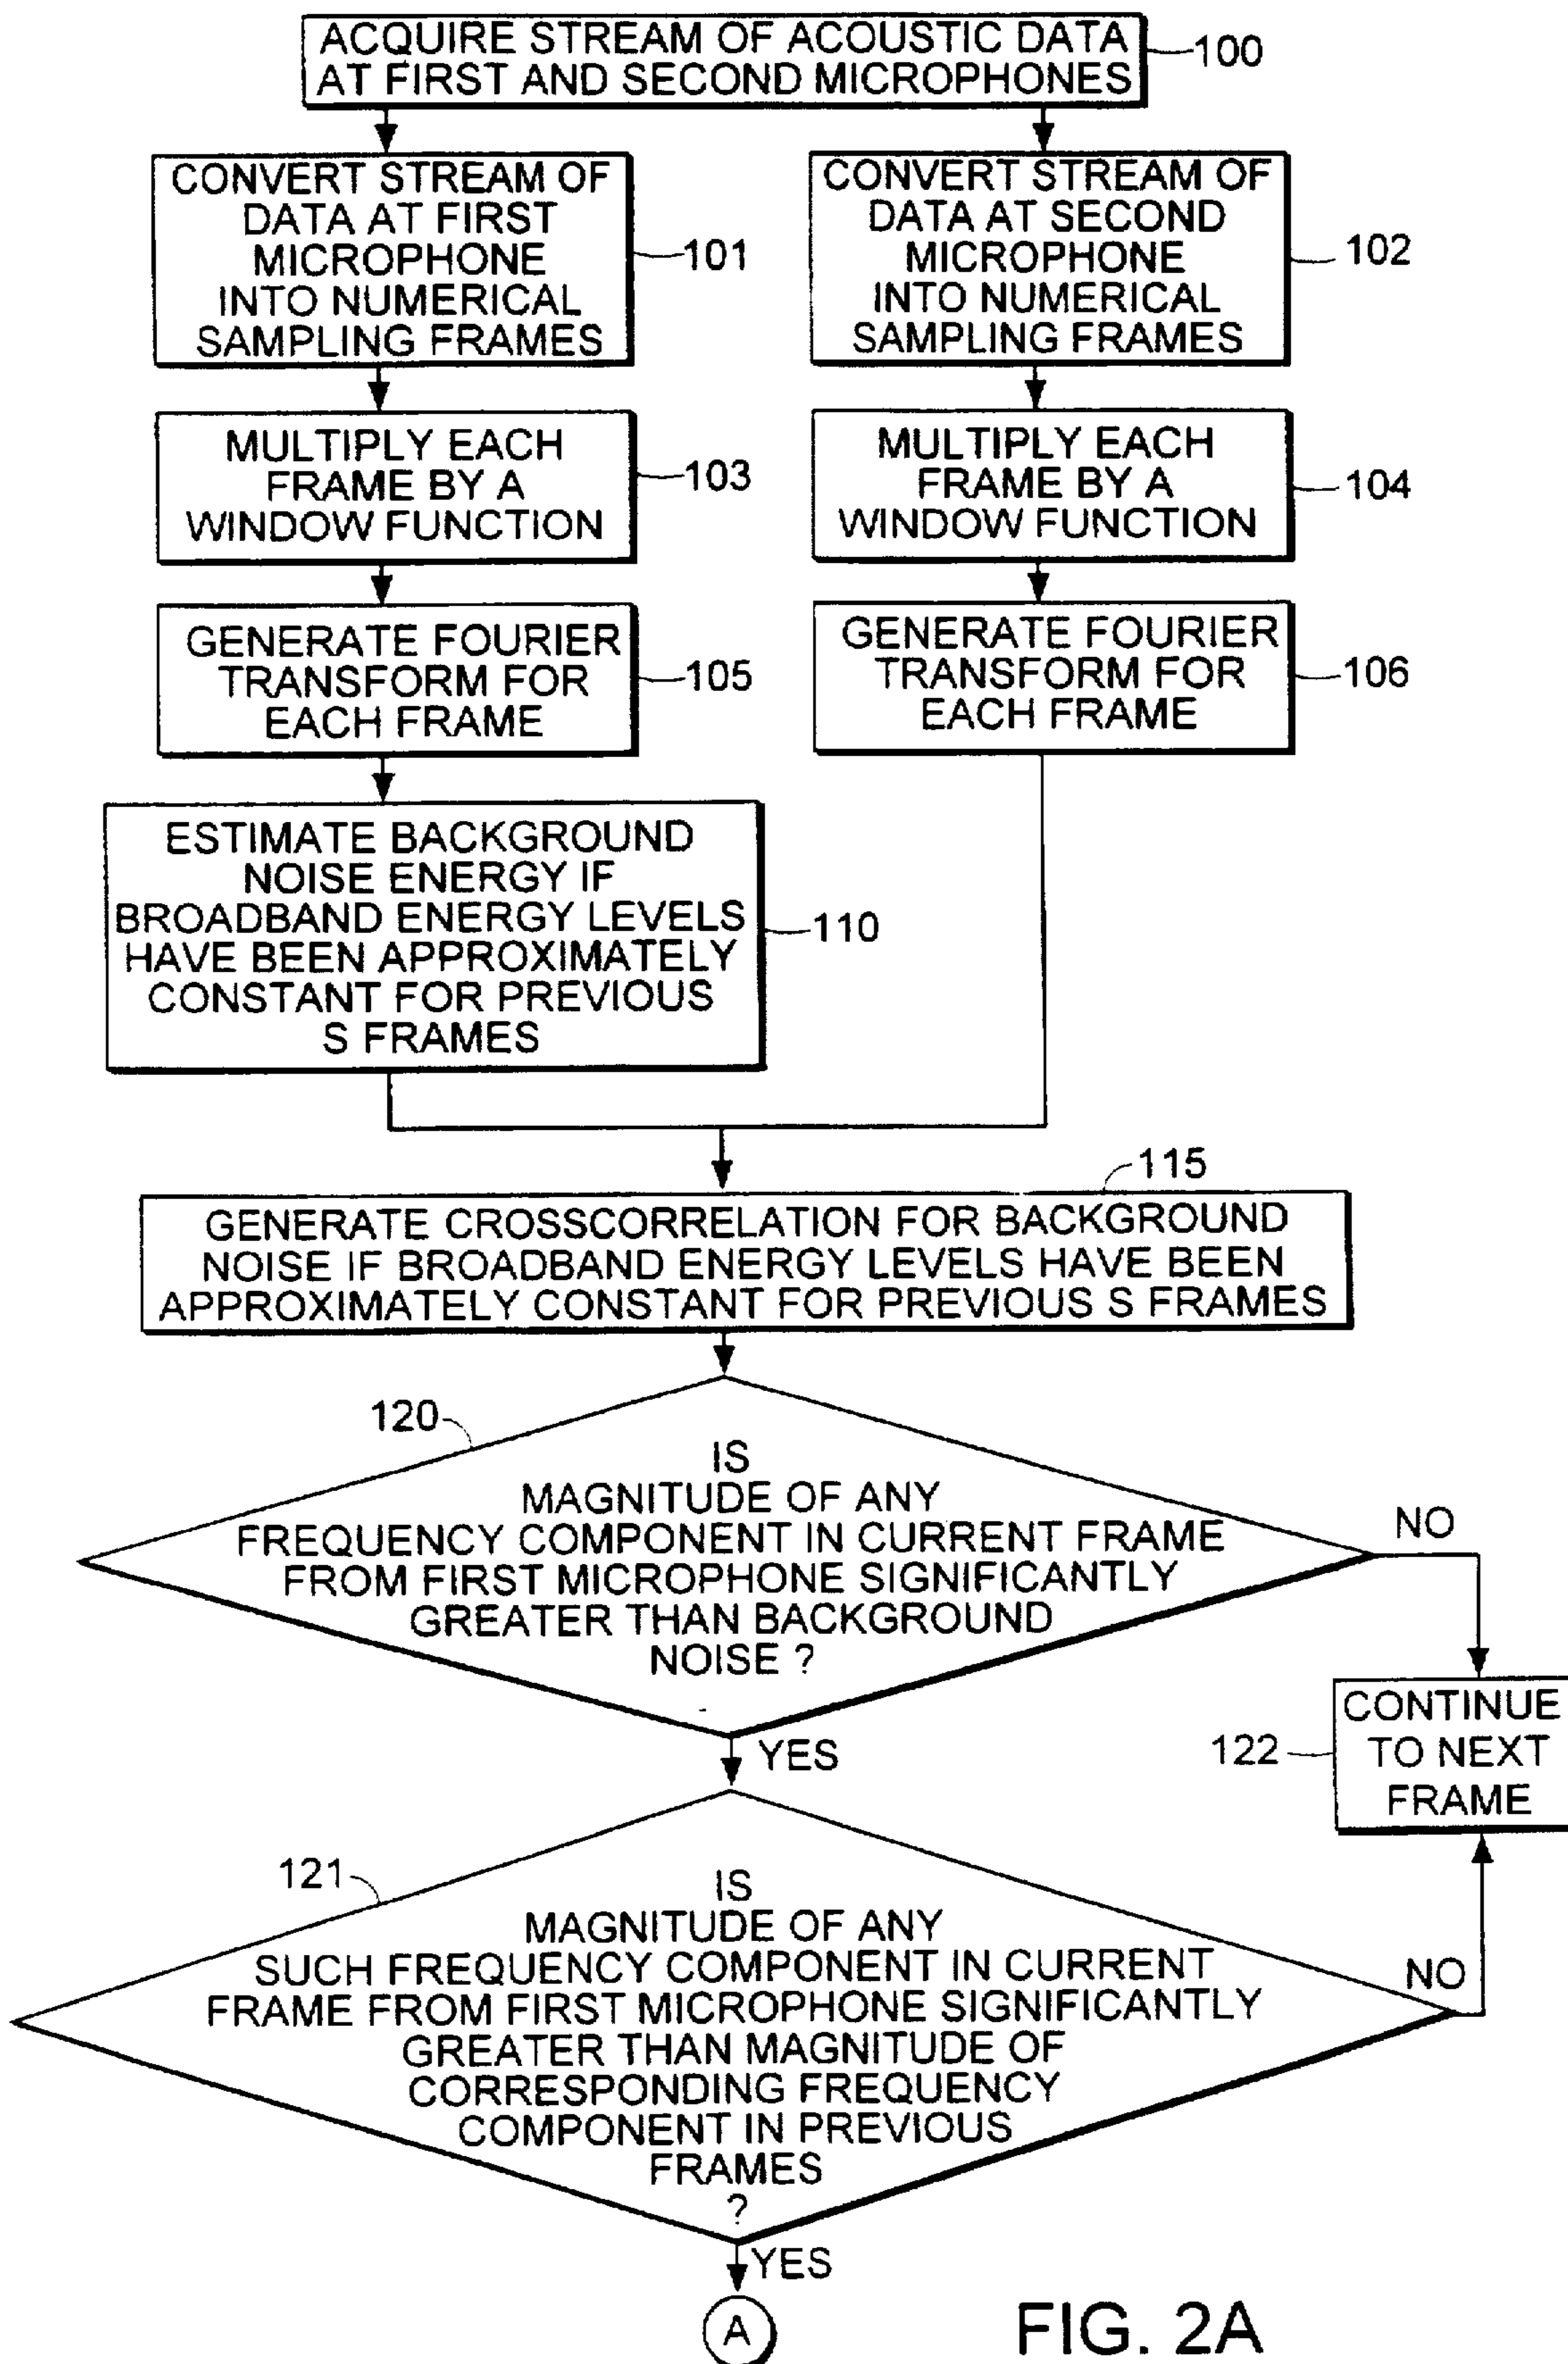 ACQUIRE STREAM OF ACOUSTIC DATA
AT FIRST AND SECOND MICROPHONES
100
CONVERT STREAM OF
DATA AT FIRST
MICROPHONE
INTO NUMERICAL
SAMPLING FRAMES
101
CONVERT STREAM OF
DATA AT SECOND
MICROPHONE
INTO NUMERICAL
SAMPLING FRAMES
102
MULTIPLY EACH
FRAME BY A
WINDOW FUNCTION
103
MULTIPLY EACH
FRAME BY A
WINDOW FUNCTION
104
GENERATE FOURIER
TRANSFORM FOR
EACH FRAME
105
GENERATE FOURIER
TRANSFORM FOR
EACH FRAME
106
ESTIMATE BACKGROUND
NOISE ENERGY IF
BROADBAND ENERGY LEVELS
HAVE BEEN APPROXIMATELY
CONSTANT FOR PREVIOUS
S FRAMES
110
115
GENERATE CROSSCORRELATION FOR BACKGROUND
NOISE IF BROADBAND ENERGY LEVELS HAVE BEEN
APPROXIMATELY CONSTANT FOR PREVIOUS S FRAMES
120
IS
MAGNITUDE OF ANY
FREQUENCY COMPONENT IN CURRENT FRAME
FROM FIRST MICROPHONE SIGNIFICANTLY
GREATER THAN BACKGROUND
NOISE ?
NO
YES
CONTINUE
TO NEXT
FRAME
122
121
IS
MAGNITUDE OF ANY
SUCH FREQUENCY COMPONENT IN CURRENT
FRAME FROM FIRST MICROPHONE SIGNIFICANTLY
GREATER THAN MAGNITUDE OF
CORRESPONDING FREQUENCY
COMPONENT IN PREVIOUS
FRAMES
?
NO
YES
A
FIG. 2A